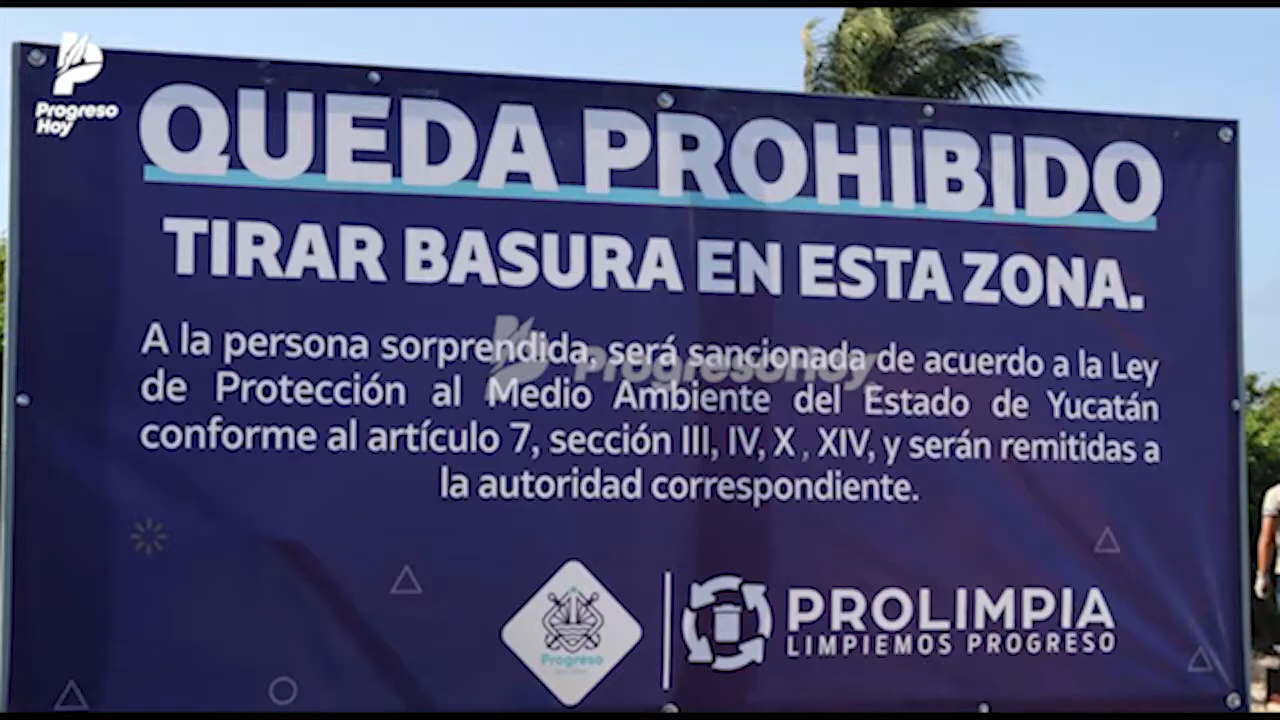 Progreso
Hoy
QUEDA PROHIBIDO
TIRAR BASURA EN ESTA ZONA.
A la persona sorprendida, será sancionada de acuerdo a la Ley
de Protección al Medio Ambiente del Estado de Yucatán
conforme al artículo 7, sección III, IV, X , XIV, y serán remitidas a
la autoridad correspondiente.
ProgresoHoy
Progreso
PROLIMPIA
LIMPIEMOS PROGRESO